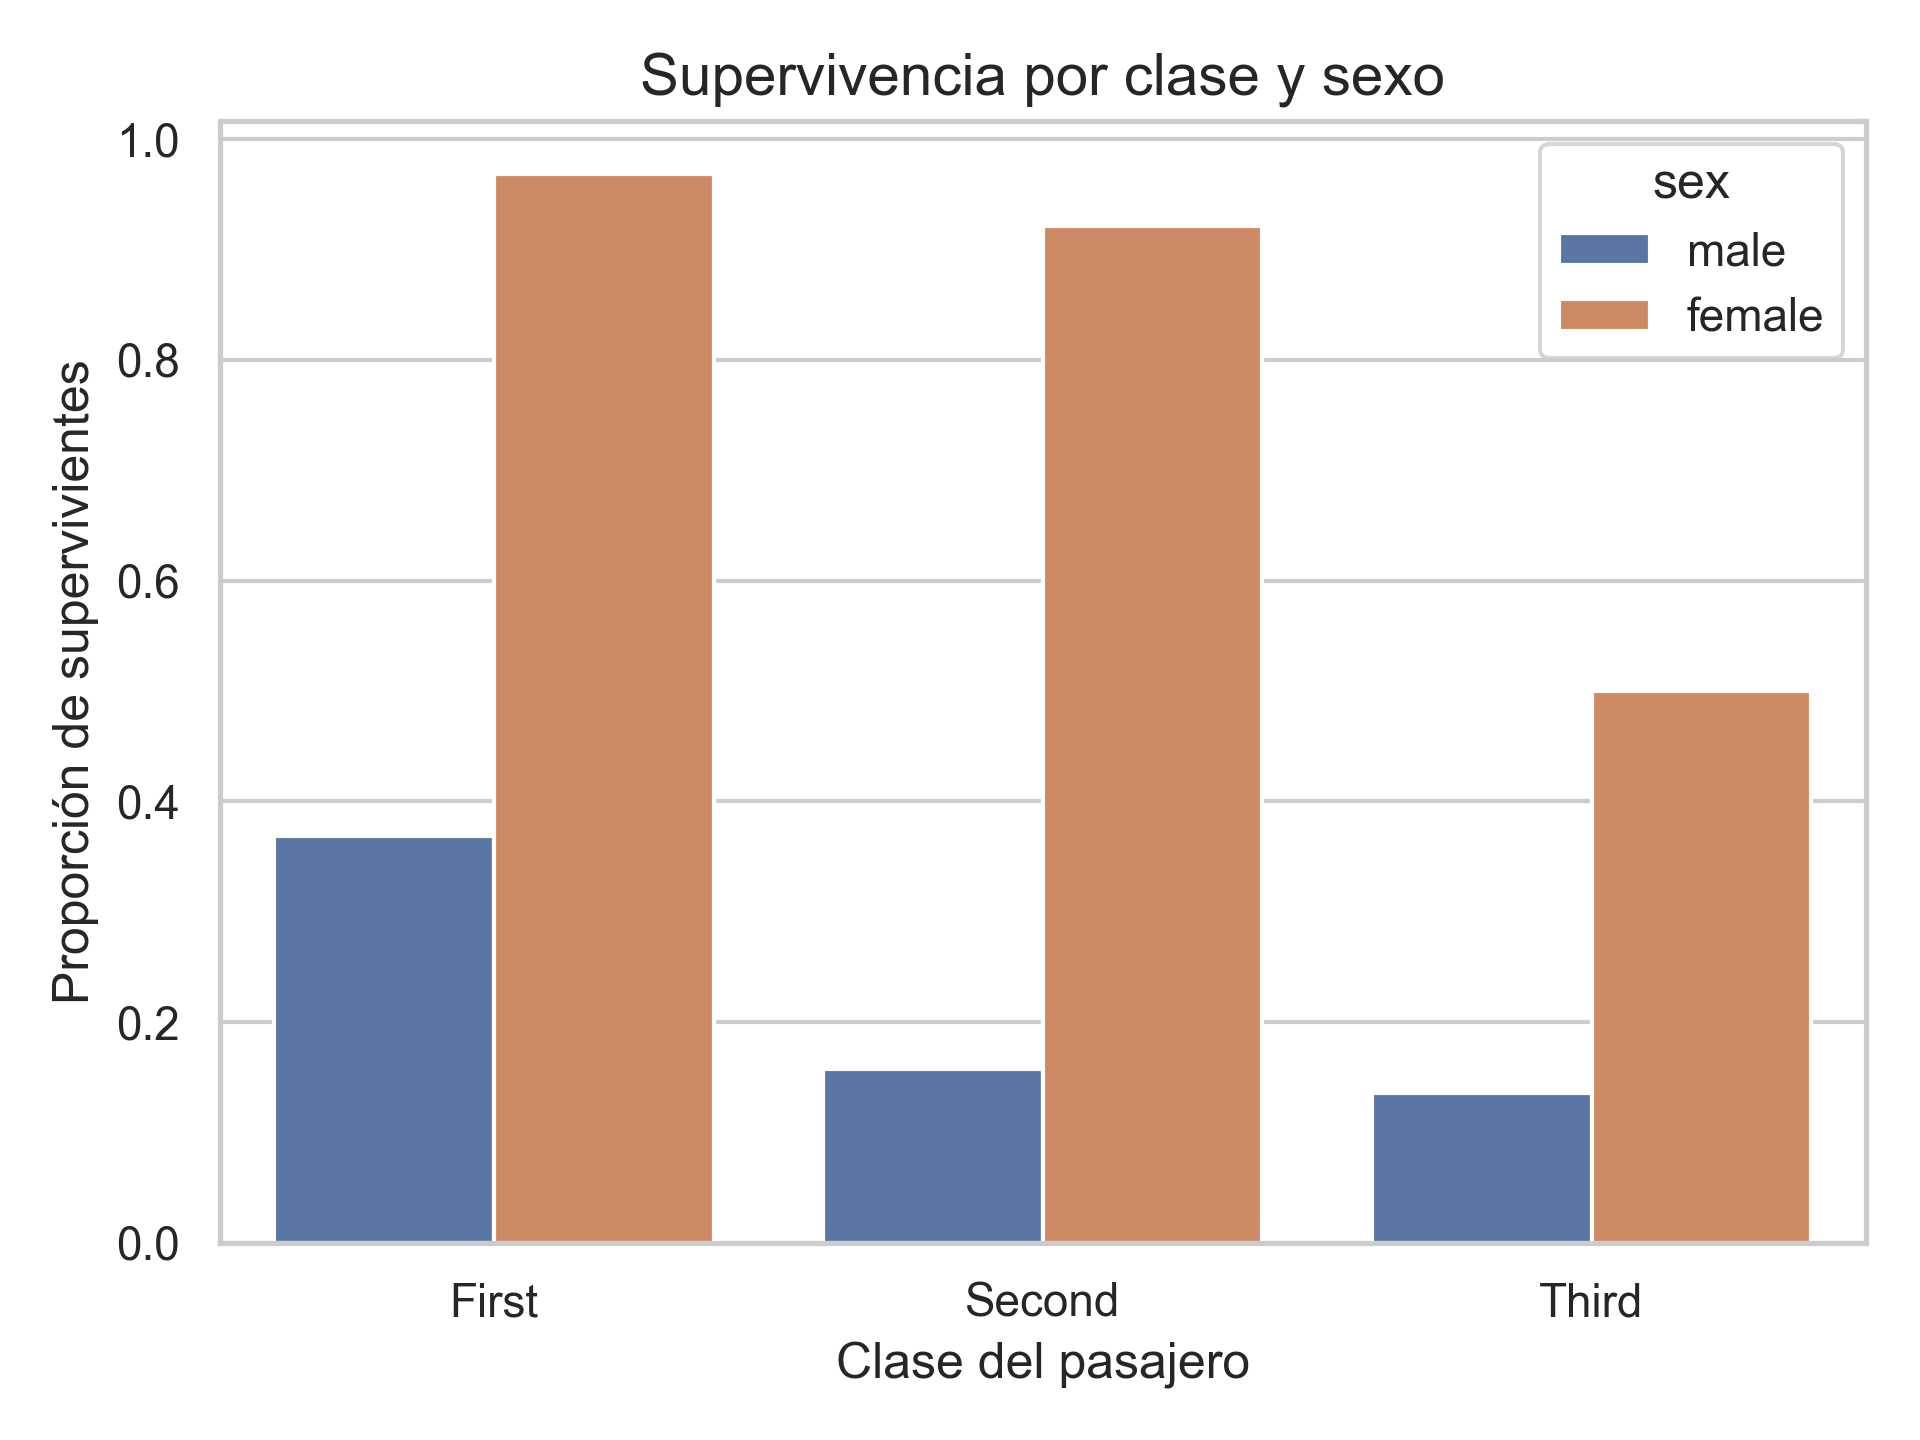 Supervivencia por clase y sexo
Proporción de supervivientes
1.0
0.8
0.6
0.4
0.2
0.0
sex
male
female
First
Second
Third
Clase del pasajero